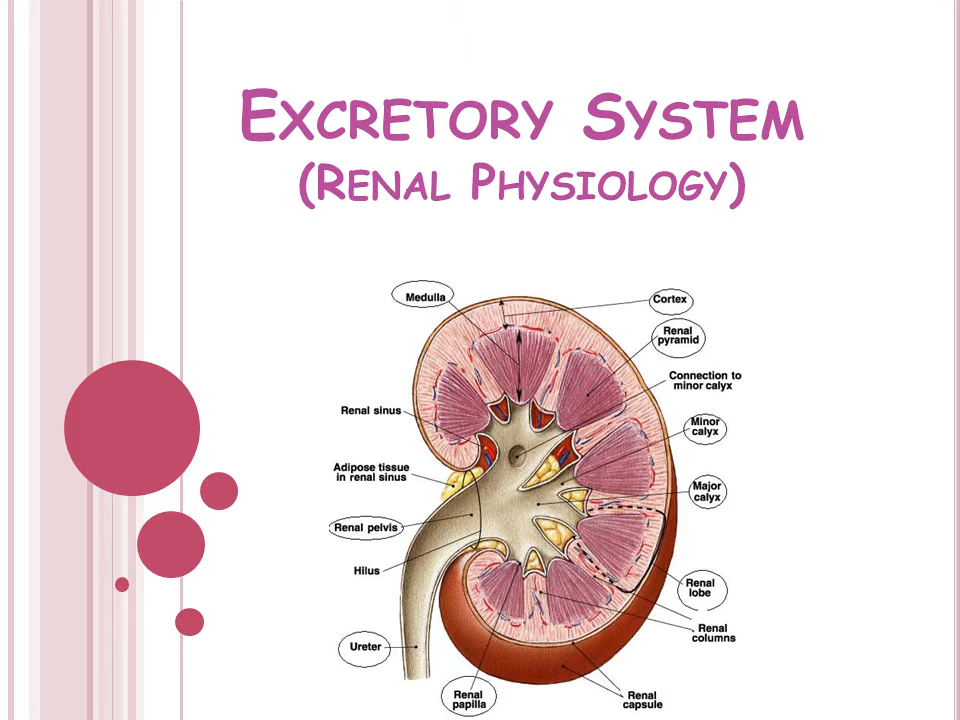 EXCRETORY SYSTEM
(RENAL PHYSIOLOGY)
Medulla
Cortex
Renal
pyramid
Connection to
minor calyx
Renal sinus
Minor
calyx
Adipose tissue
in renal sinus
Major
calyx
Renal pelvis
Hilus
Renal
lobe
Renal
columns
Ureter
Renal
papilla
Renal
capsule